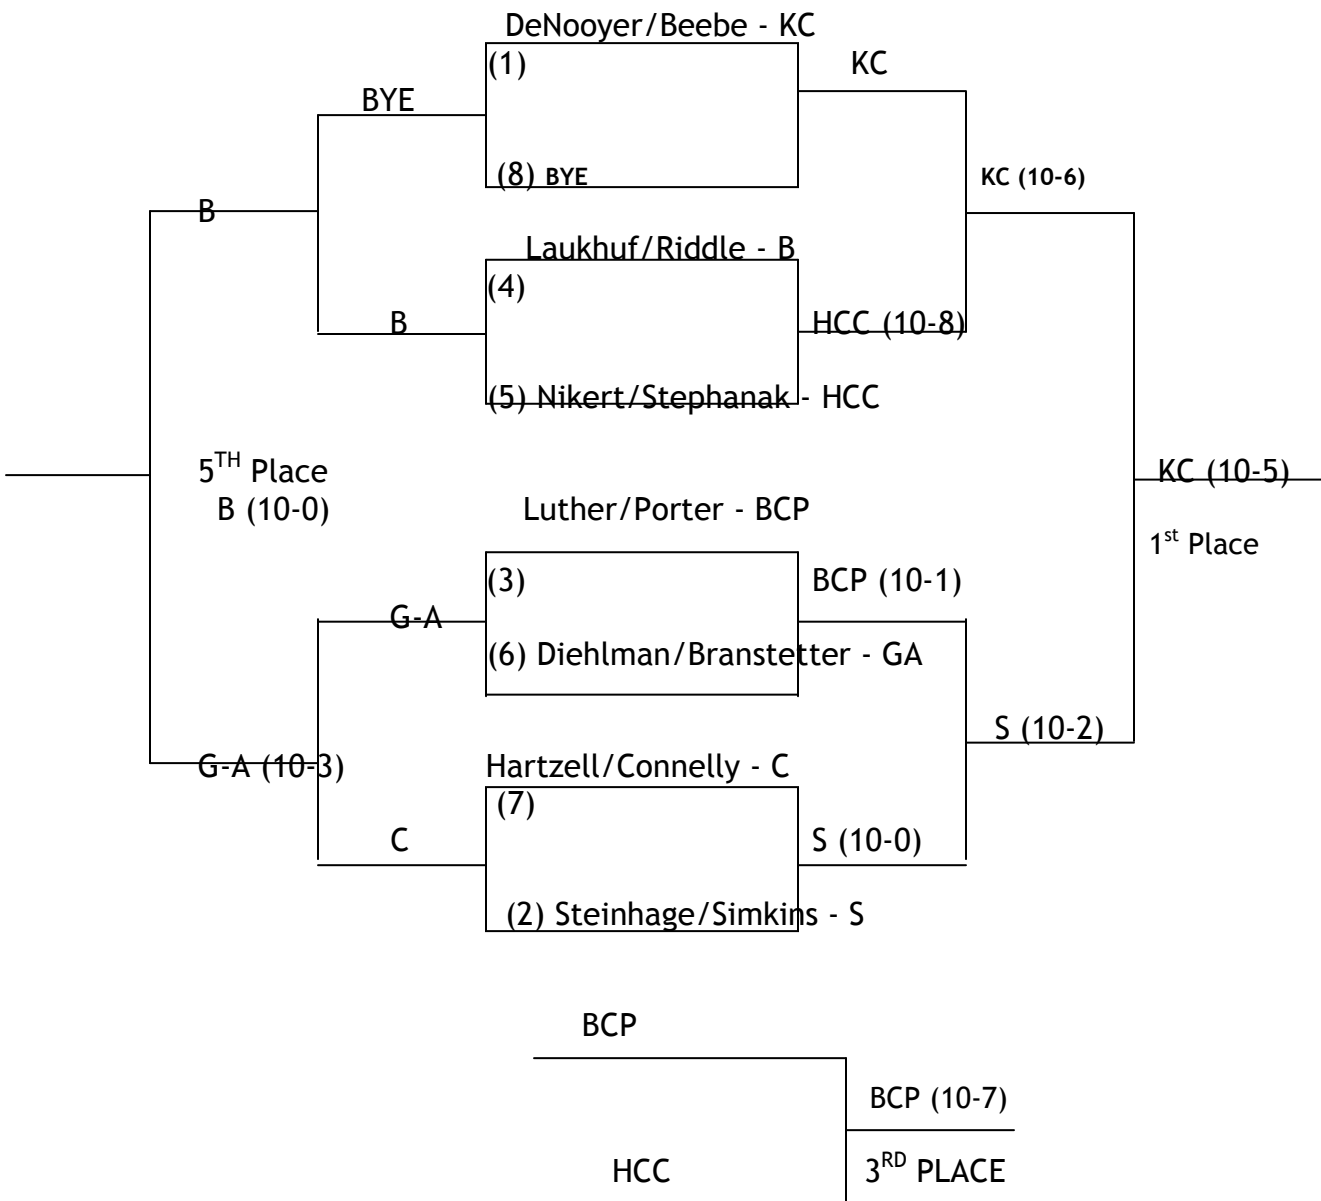 DeNooyer/Beebe - KC
(1)
KC
BYE
(8) BYE
KC (10-6)
B
Laukhuf/Riddle - B
(4)
B
HCC (10-8)
(5) Nikert/Stephanak - HCC
5TH Place
B (10-0)
KC (10-5)
1st Place
Luther/Porter - BCP
(3)
BCP (10-1)
G-A
(6) Diehlman/Branstetter - GA
S (10-2)
G-A (10-3)
Hartzell/Connelly - C
(7)
C
S (10-0)
(2) Steinhage/Simkins - S
BCP
BCP (10-7)
HCC
3RD PLACE